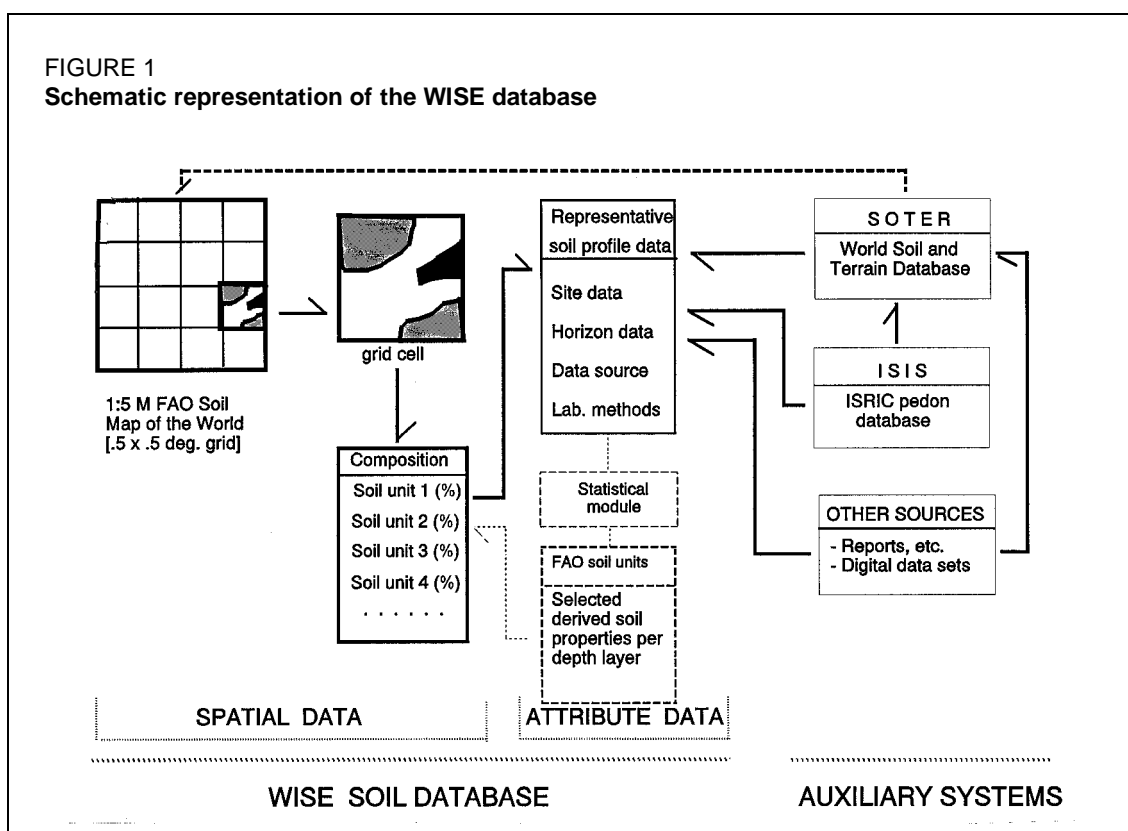 FIGURE 1
Schematic representation of the WISE database
1:5 M FAO Soil
Map of the World
[.5 x .5 deg. grid]
grid cell
Composition
Soil unit 1 (%)
Soil unit 2 (%)
Soil unit 3 (%)
Soil unit 4 (%)
. . . . . .
Representative
soil profile data
Site data
Horizon data
Data source
Lab. methods
Statistical
module
FAO soil units
Selected
derived soil
properties per
depth layer
S O T E R
World Soil and
Terrain Database
I S I S
ISRIC pedon
database
OTHER SOURCES
- Reports, etc.
- Digital data sets
SPATIAL DATA
ATTRIBUTE DATA
WISE SOIL DATABASE
AUXILIARY SYSTEMS